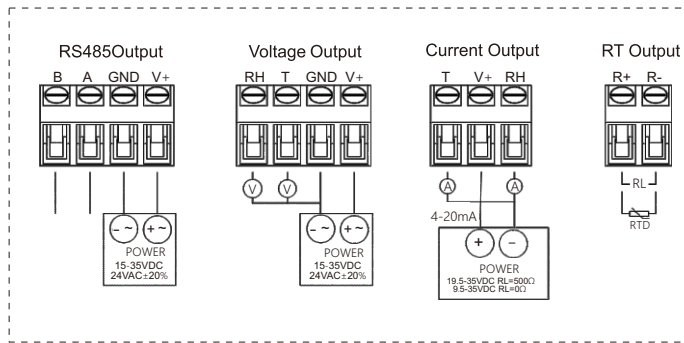 RS485Output
B A GND V+
- ~ + ~
POWER
15-35VDC
24VAC±20%
Voltage Output
RH T GND V+
V V
- ~ + ~
POWER
15-35VDC
24VAC±20%
Current Output
T V+ RH
A A
4-20mA
+ −
POWER
19.5-35VDC RL=500Ω
9.5-35VDC RL=0Ω
RT Output
R+ R-
RL
RTD